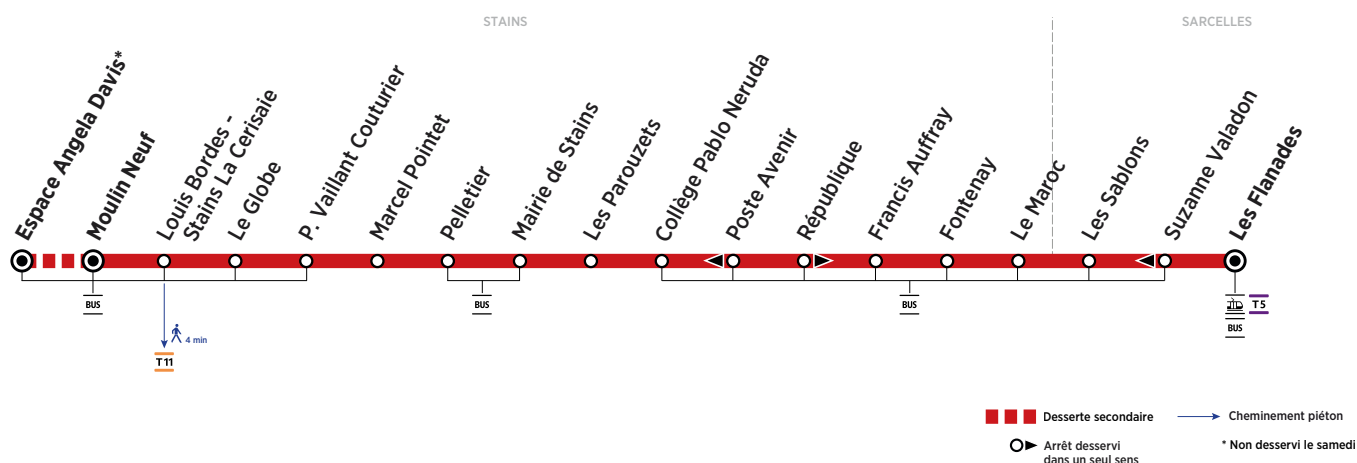 STAINS
SARCELLES
Espace Angela Davis*
Moulin Neuf
Louis Bordes -
Stains La Cerisaie
Le Globe
P. Vaillant Couturier
Marcel Pointet
Pelletier
Mairie de Stains
Les Parouzets
Collège Pablo Neruda
Poste Avenir
République
Francis Auffray
Fontenay
Le Maroc
Les Sablons
Suzanne Valadon
Les Flanades
BUS
BUS
BUS
T5
BUS
4 min
T11
Desserte secondaire
Cheminement piéton
Arrêt desservi
dans un seul sens
* Non desservi le samedi